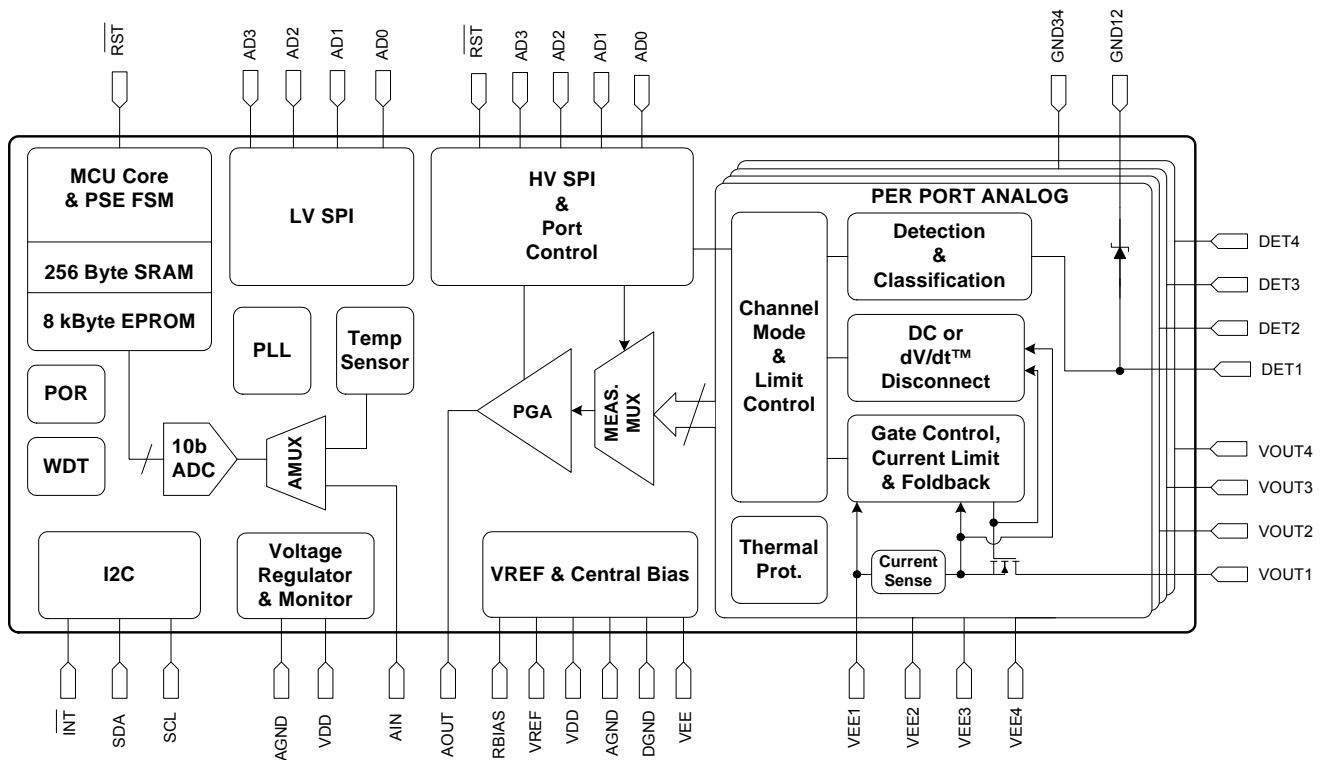 RST
AD3
AD2
AD1
AD0
RST
AD3
AD2
AD1
AD0
GND34
GND12
MCU Core
& PSE FSM
256 Byte SRAM
8 kByte EPROM
LV SPI
HV SPI
&
Port
Control
PER PORT ANALOG
Detection
&
Classification
Channel
Mode
&
Limit
Control
DC or
dV/dt™
Disconnect
Gate Control,
Current Limit
& Foldback
Thermal
Prot.
Current
Sense
PLL
Temp
Sensor
POR
WDT
10b
ADC
AMUX
PGA
MEAS.
MUX
I2C
Voltage
Regulator
& Monitor
VREF & Central Bias
DET4
DET3
DET2
DET1
VOUT4
VOUT3
VOUT2
VOUT1
INT
SDA
SCL
AGND
VDD
AIN
AOUT
RBIAS
VREF
VDD
AGND
DGND
VEE
VEE1
VEE2
VEE3
VEE4